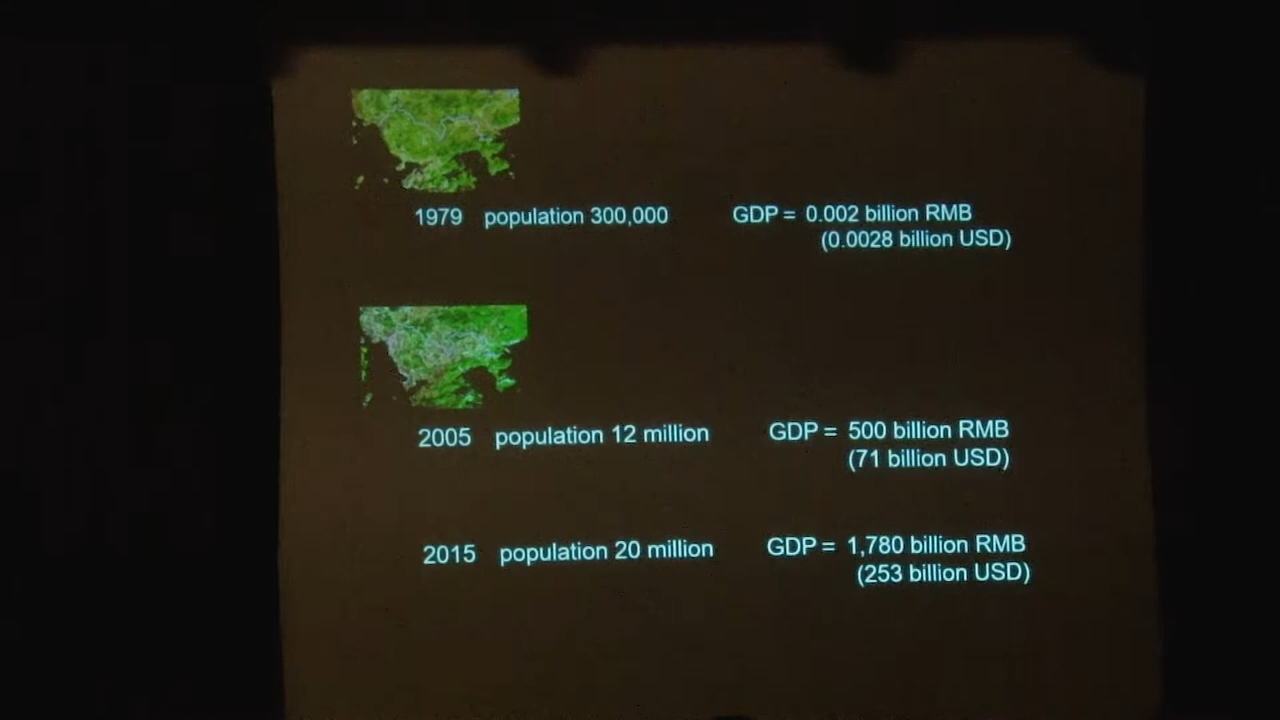 1979 population 300,000 GDP = 0.002 billion RMB
(0.0028 billion USD)
2005 population 12 million GDP = 500 billion RMB
(71 billion USD)
2015 population 20 million GDP = 1,780 billion RMB
(253 billion USD)